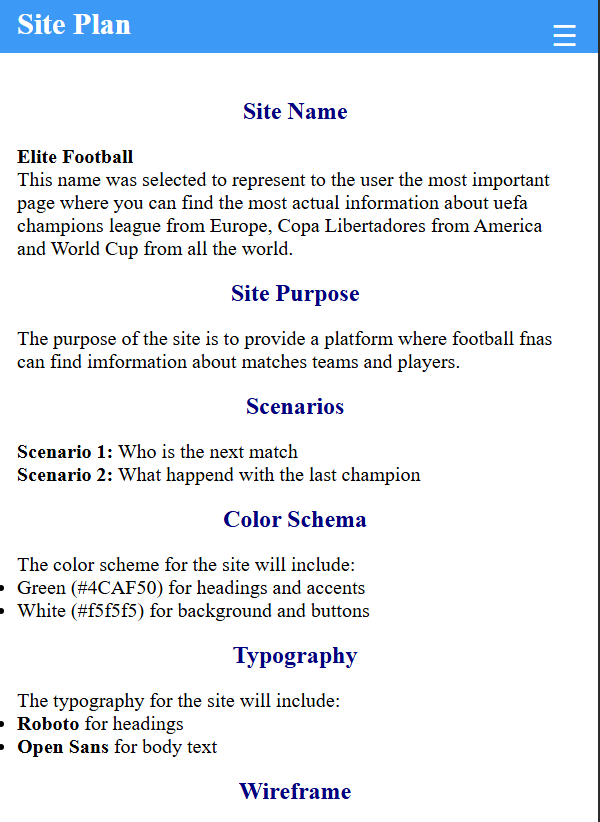 Site Plan
Site Name
Elite Football
This name was selected to represent to the user the most important
page where you can find the most actual information about uefa
champions league from Europe, Copa Libertadores from America
and World Cup from all the world.
Site Purpose
The purpose of the site is to provide a platform where football fnas
can find imformation about matches teams and players.
Scenarios
Scenario 1: Who is the next match
Scenario 2: What happend with the last champion
Color Schema
The color scheme for the site will include:
Green (#4CAF50) for headings and accents
White (#f5f5f5) for background and buttons
Typography
The typography for the site will include:
Roboto for headings
Open Sans for body text
Wireframe